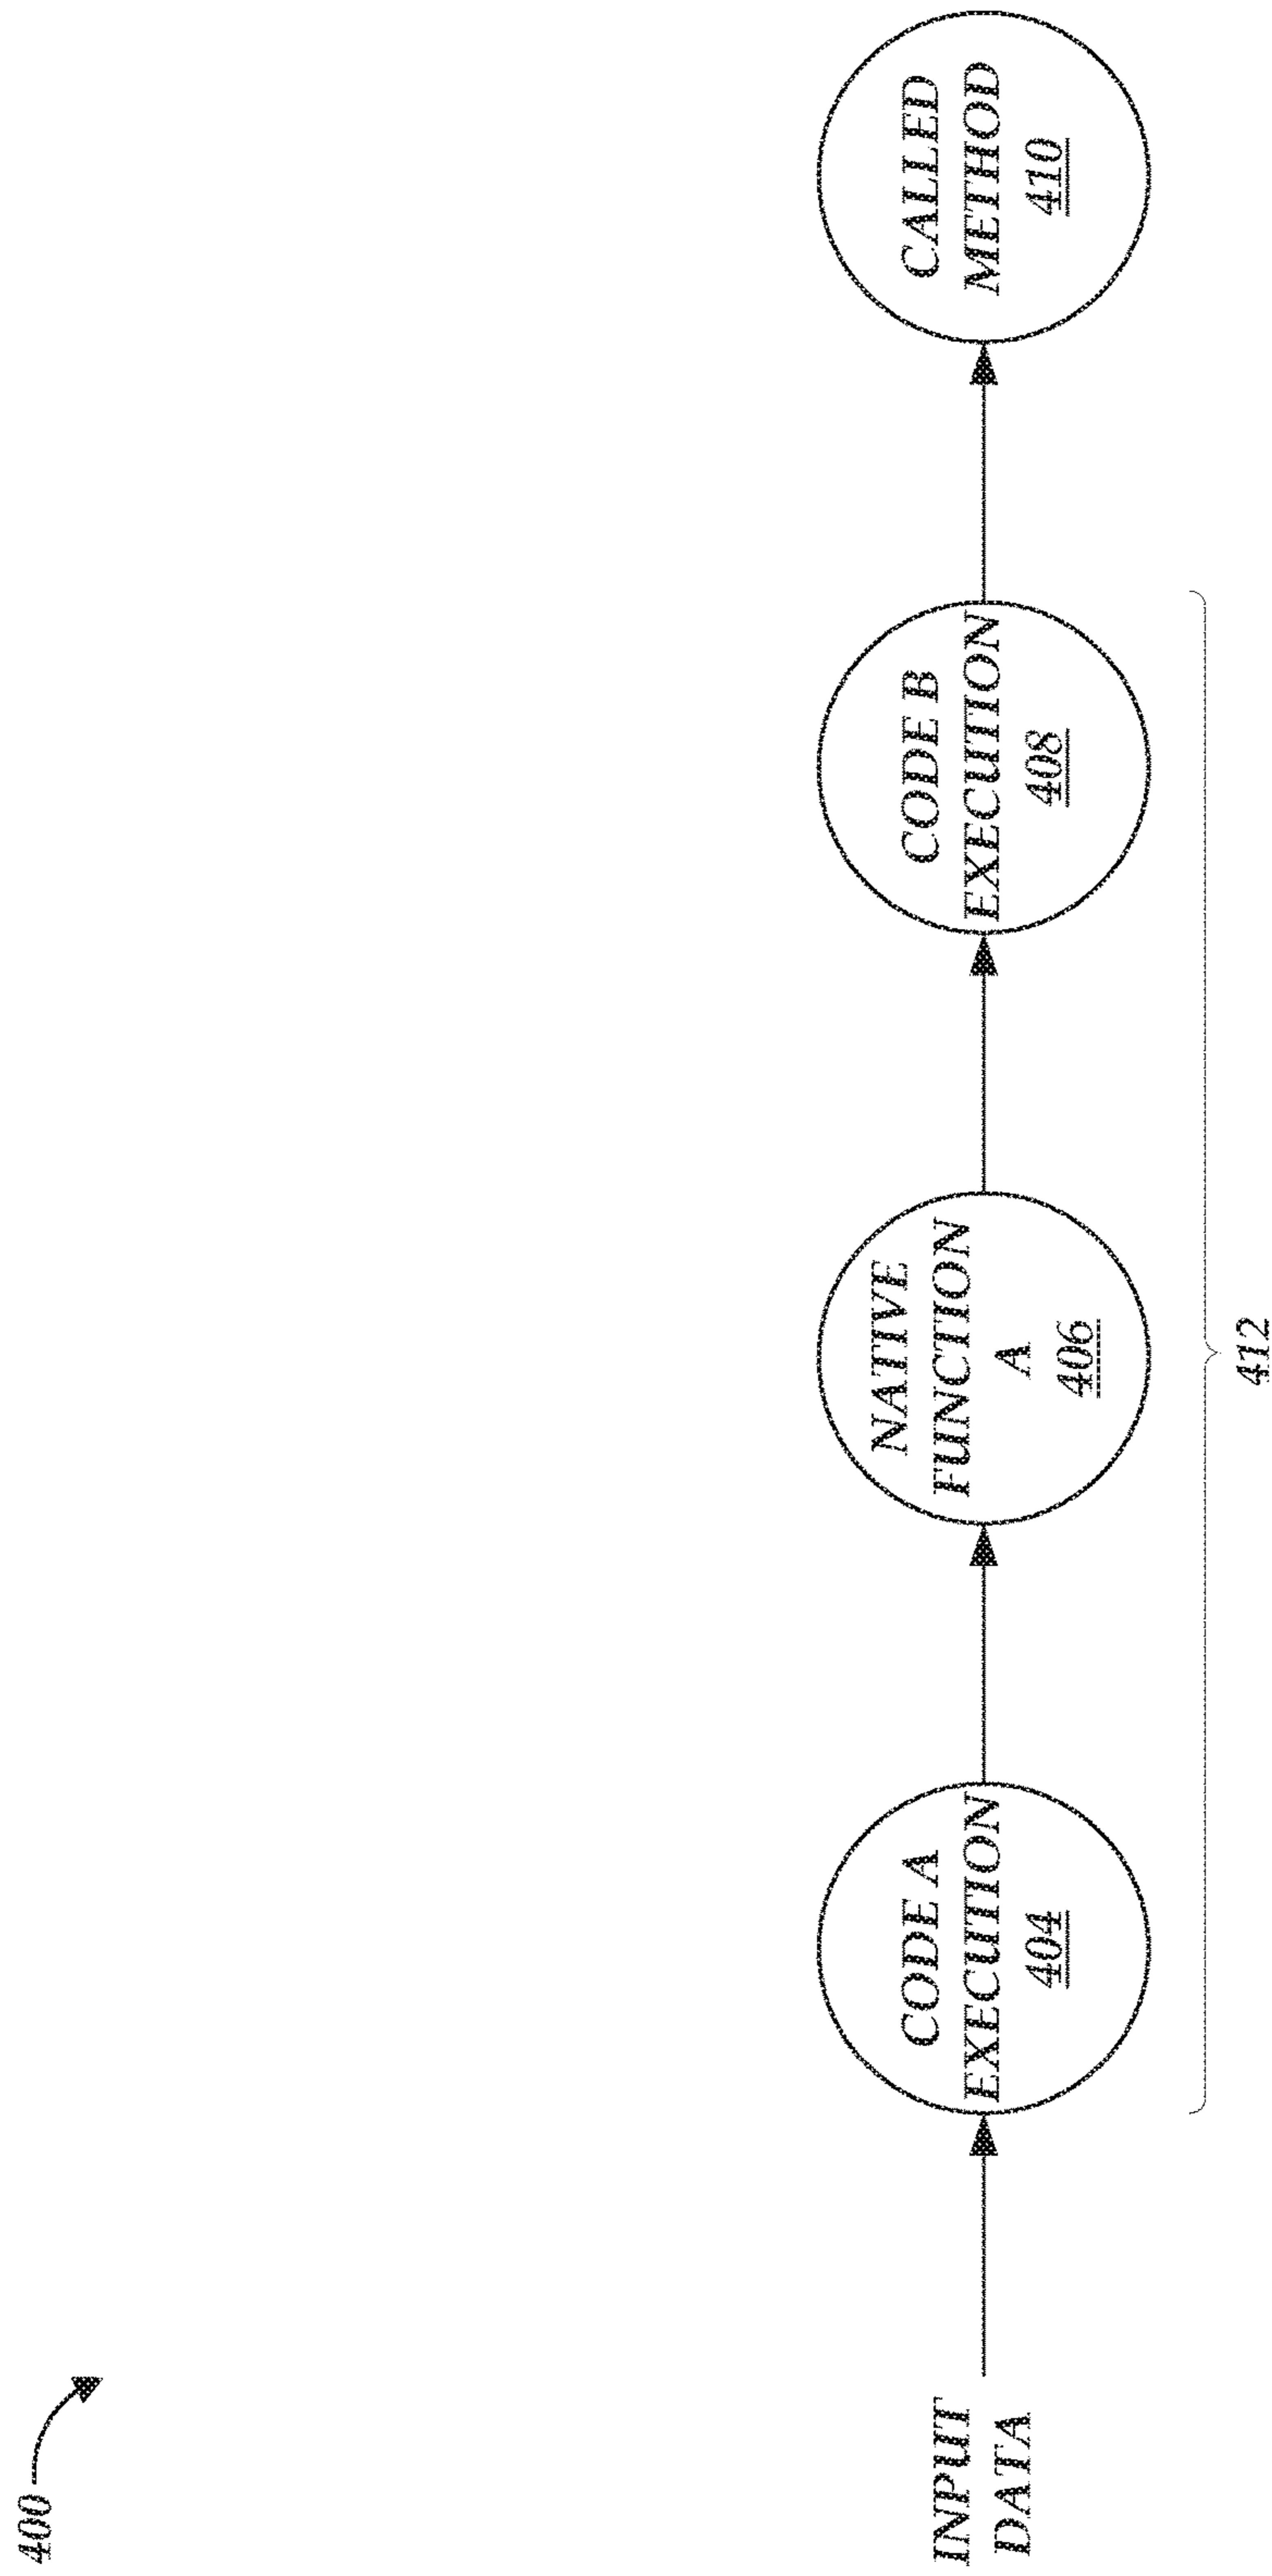 400
INPUT
DATA
CODE A
EXECUTION
404
NATIVE
FUNCTION
A
406
CODE B
EXECUTION
408
CALLED
METHOD
410
412